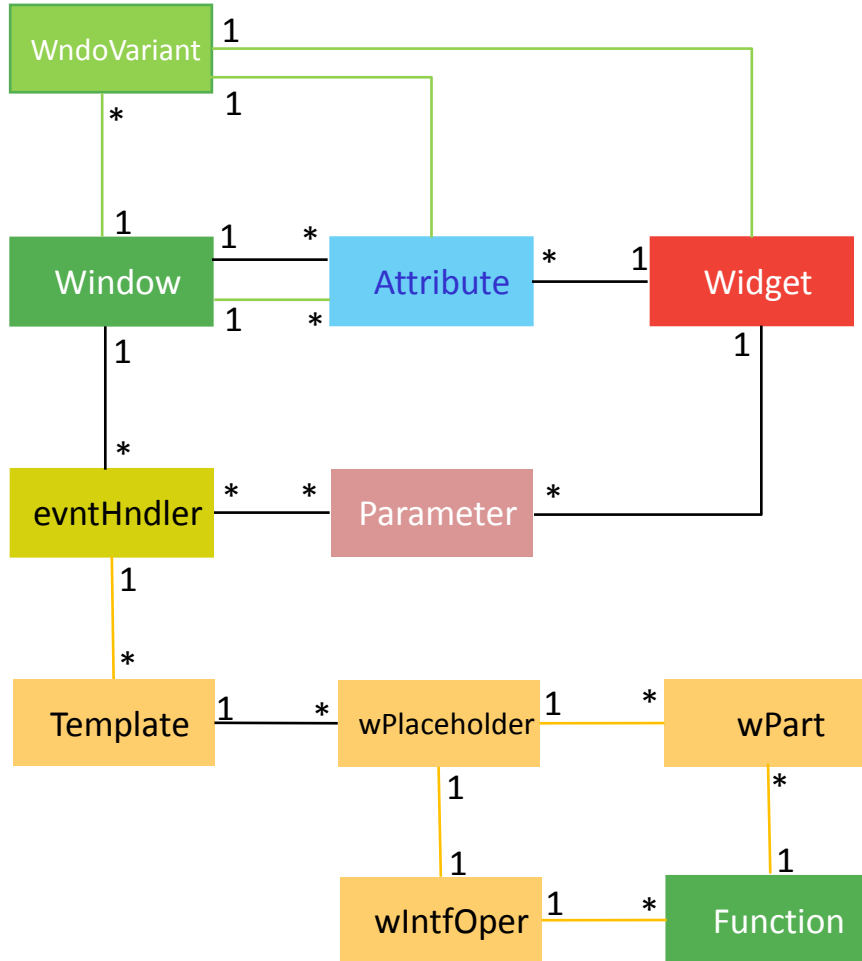 1
WndoVariant
1
*
1
1
*
*
1
Window
Attribute
Widget
1
*
1
1
*
evntHndler
*
*
Parameter
*
1
*
Template
1
*
wPlaceholder
1
*
wPart
1
*
1
1
wIntfOper
1
*
Function